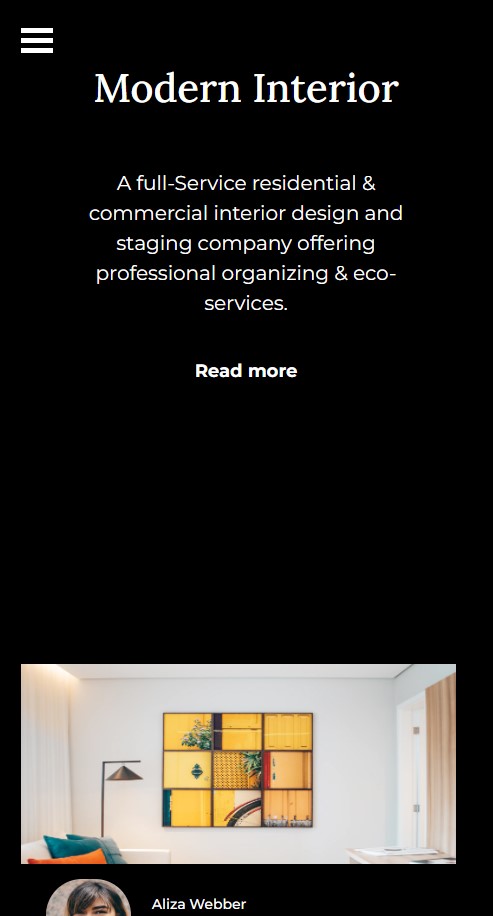 Modern Interior
A full-Service residential &
commercial interior design and
staging company offering
professional organizing & eco-
services.
Read more
Aliza Webber